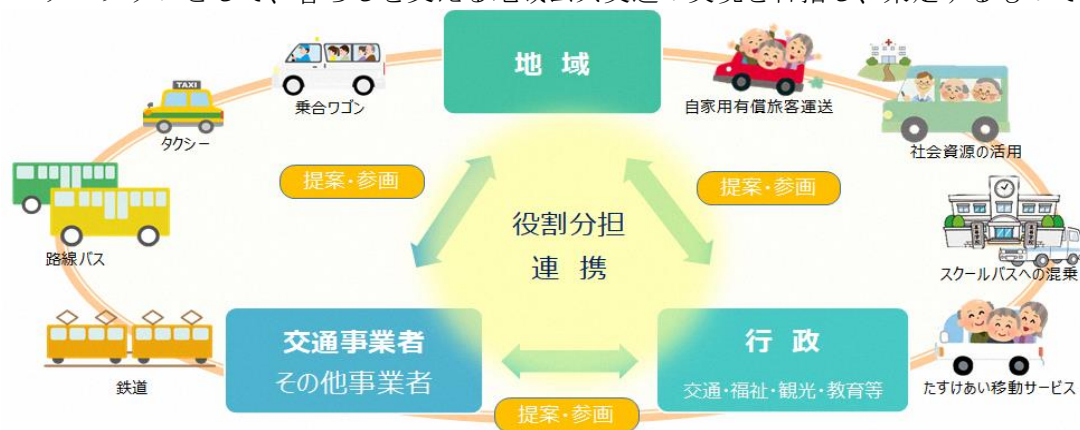 地 域
乗合ワゴン
自家用有償旅客運送
TAXI
タクシー
社会資源の活用
提案・参画
提案・参画
役割分担
連 携
路線バス
スクールバスへの混乗
交通事業者
その他事業者
行 政
交通・福祉・観光・教育等
鉄道
たすけあい移動サービス
提案・参画